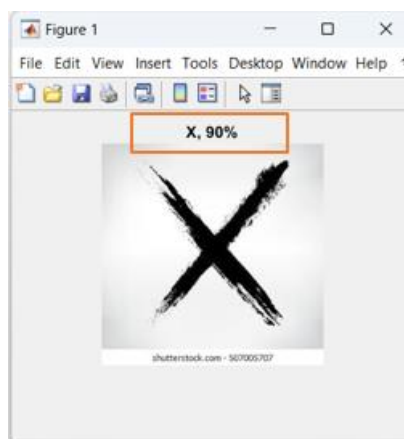 Figure 1
File Edit View Insert Tools Desktop Window Help
X, 90%
shutterstock.com - 507005707